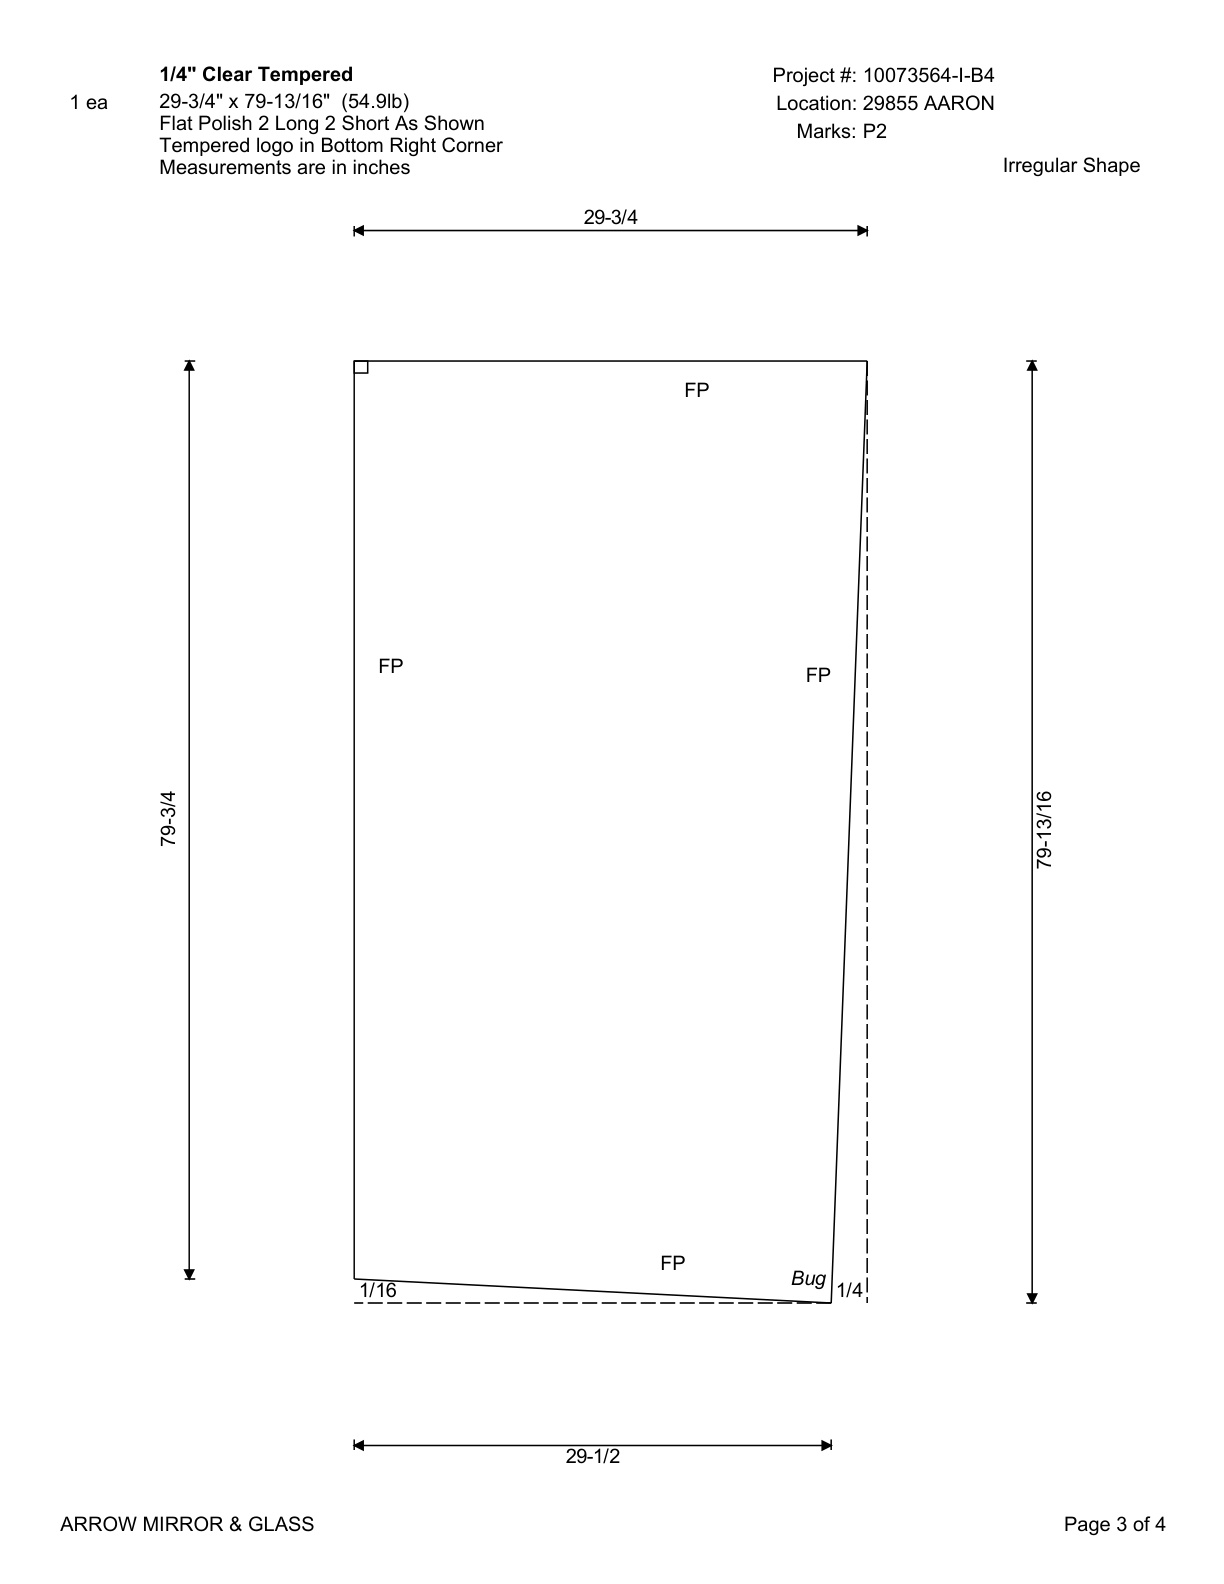 1/4" Clear Tempered
Project #: 10073564-I-B4
1 ea
29-3/4" x 79-13/16" (54.9lb)
Location: 29855 AARON
Flat Polish 2 Long 2 Short As Shown
Marks: P2
Tempered logo in Bottom Right Corner
Measurements are in inches
Irregular Shape
29-3/4
FP
FP
FP
79-3/4
79-13/16
FP
Bug
1/16
1/4
29-1/2
ARROW MIRROR & GLASS
Page 3 of 4